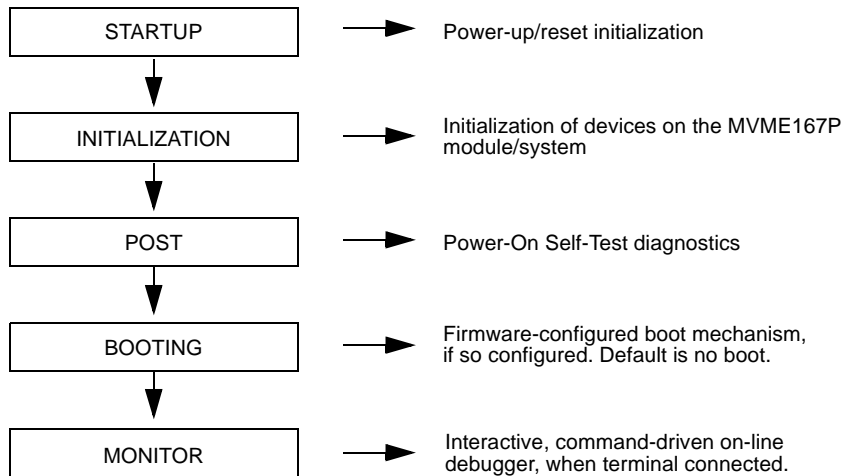 STARTUP
Power-up/reset initialization
INITIALIZATION
Initialization of devices on the MVME167P
module/system
POST
Power-On Self-Test diagnostics
BOOTING
Firmware-configured boot mechanism,
if so configured. Default is no boot.
MONITOR
Interactive, command-driven on-line
debugger, when terminal connected.